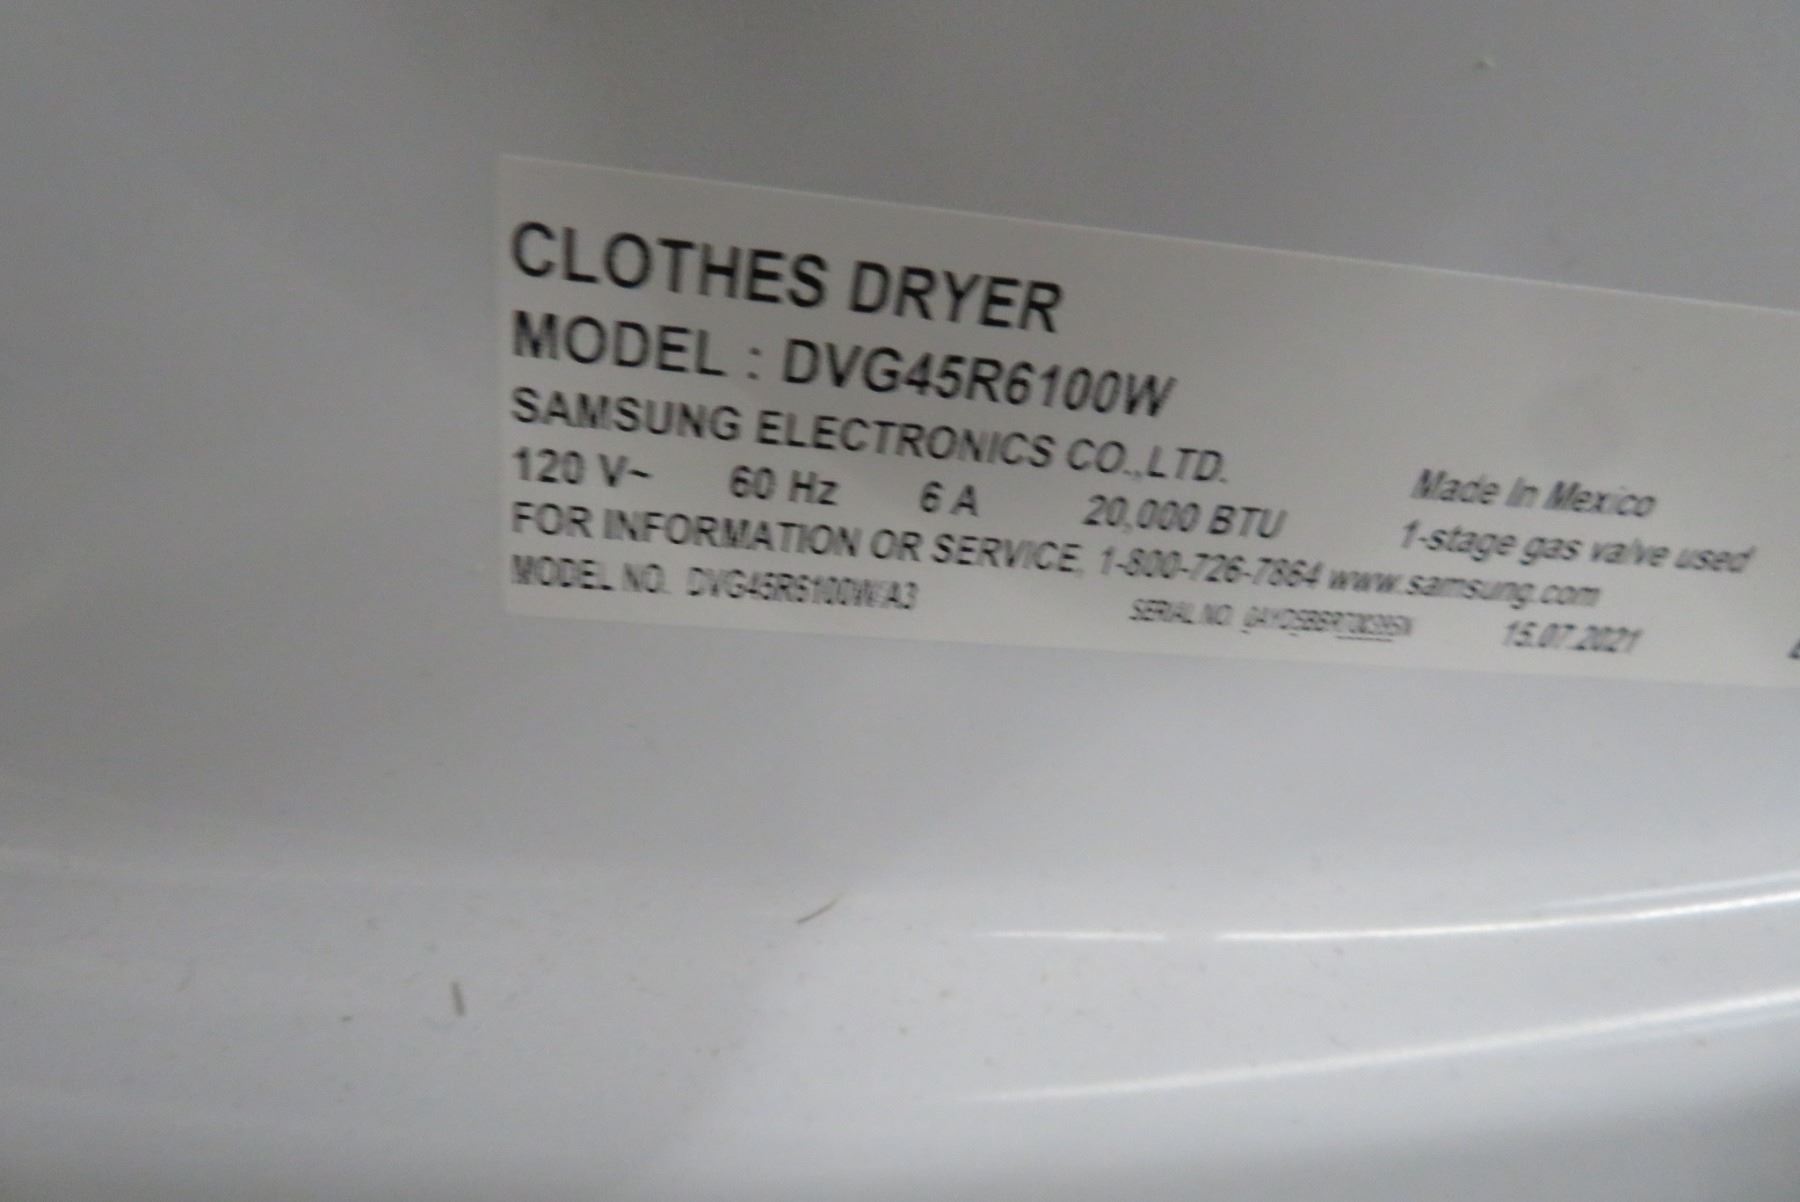 CLOTHES DRYER
MODEL : DVG45R6100W
SAMSUNG ELECTRONICS CO.,LTD.
120 V~ 60 Hz 6 A 20,000 BTU
Made In Mexico
1-stage gas valve used
FOR INFORMATION OR SERVICE, 1-800-726-7864 www.samsung.com
MODEL NO. DVG45R6100W/A3 SERIAL NO. 15.07.2021